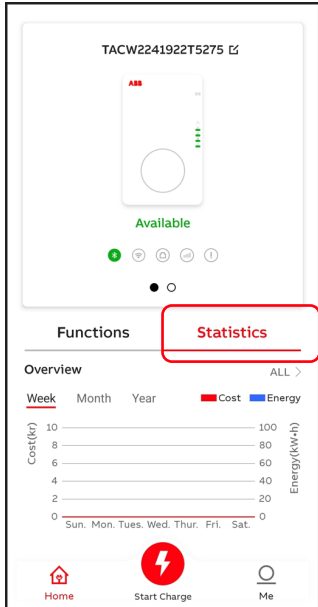 TACW2241922T5275
ABB
Available
Functions Statistics
Overview
ALL >
Week Month Year Cost Energy
Cost(kr) Energy(kW•h)
10 100
8 80
6 60
4 40
2 20
0 0
Sun. Mon. Tues. Wed. Thur. Fri. Sat.
Home Start Charge Me